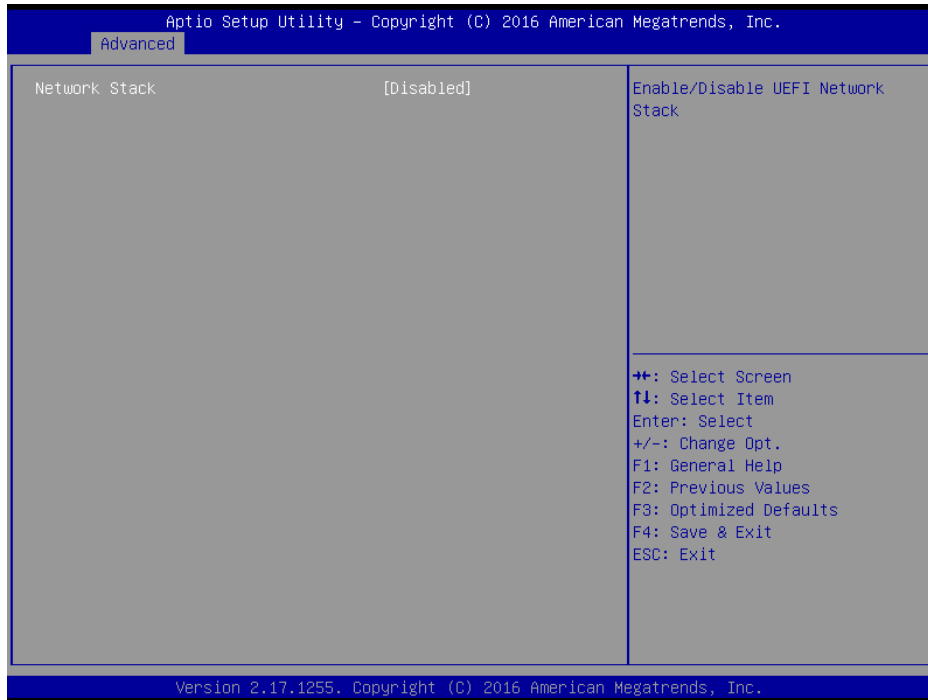 Aptio Setup Utility – Copyright (C) 2016 American Megatrends, Inc.
Advanced
Network Stack [Disabled]
Enable/Disable UEFI Network
Stack
→←: Select Screen
↑↓: Select Item
Enter: Select
+/-: Change Opt.
F1: General Help
F2: Previous Values
F3: Optimized Defaults
F4: Save & Exit
ESC: Exit
Version 2.17.1255. Copyright (C) 2016 American Megatrends, Inc.